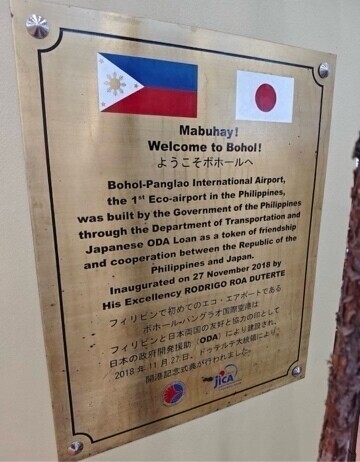 Mabuhay!
Welcome to Bohol!
ようこそボホールへ
Bohol-Panglao International Airport,
the 1st Eco-airport in the Philippines,
was built by the Government of the Philippines
through the Department of Transportation and
Japanese ODA Loan as a token of friendship
and cooperation between the Republic of the
Philippines and Japan.
Inaugurated on 27 November 2018 by
His Excellency RODRIGO ROA DUTERTE
フィリピンで初めてのエコ・エアポートである
ボホール・パングラオ国際空港は
フィリピンと日本両国の友好と協力の印として
日本の政府開発援助（ODA）により建設され、
2018年11月27日、ドゥテルテ大統領により、
開港記念式典が行われました。
jICA